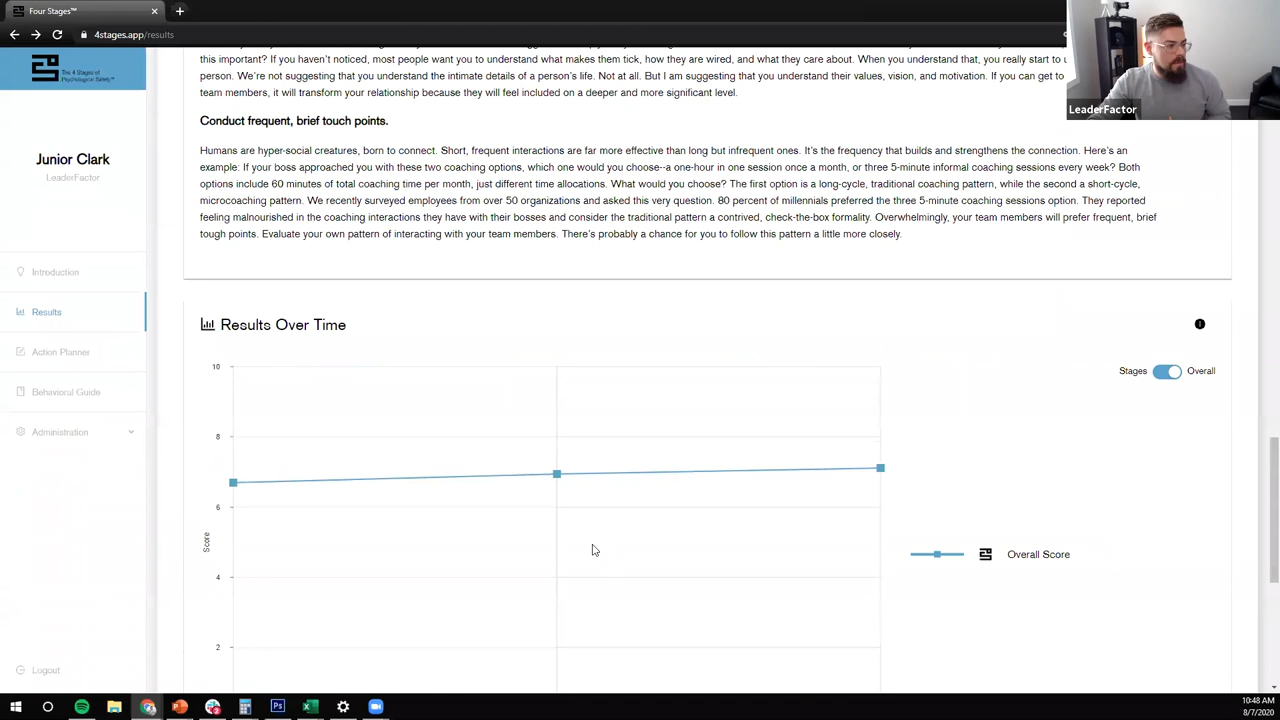 Four Stages™
4stages.app/results
LeaderFactor
The 4 Stages of
Psychological Safety™
Junior Clark
LeaderFactor
Introduction
Results
Action Planner
Behavioral Guide
Administration
Logout
this important? If you haven't noticed, most people want you to understand what makes them tick, how they are wired, and what they care about. When you understand that, you really start to
person. We're not suggesting that you understand the intimate details of a person's life. Not at all. But I am suggesting that you understand their values, vision, and motivation. If you can get to
team members, it will transform your relationship because they will feel included on a deeper and more significant level.
Conduct frequent, brief touch points.
Humans are hyper-social creatures, born to connect. Short, frequent interactions are far more effective than long but infrequent ones. It's the frequency that builds and strengthens the connection. Here's an
example: If your boss approached you with these two coaching options, which one would you choose--a one-hour in one session once a month, or three 5-minute informal coaching sessions every week? Both
options include 60 minutes of total coaching time per month, just different time allocations. What would you choose? The first option is a long-cycle, traditional coaching pattern, while the second a short-cycle,
microcoaching pattern. We recently surveyed employees from over 50 organizations and asked this very question. 80 percent of millennials preferred the three 5-minute coaching sessions option. They reported
feeling malnourished in the coaching interactions they have with their bosses and consider the traditional pattern a contrived, check-the-box formality. Overwhelmingly, your team members will prefer frequent, brief
tough points. Evaluate your own pattern of interacting with your team members. There's probably a chance for you to follow this pattern a little more closely.
Results Over Time
Stages Overall
10
8
6
4
2
Score
Overall Score
10:48 AM
8/7/2020